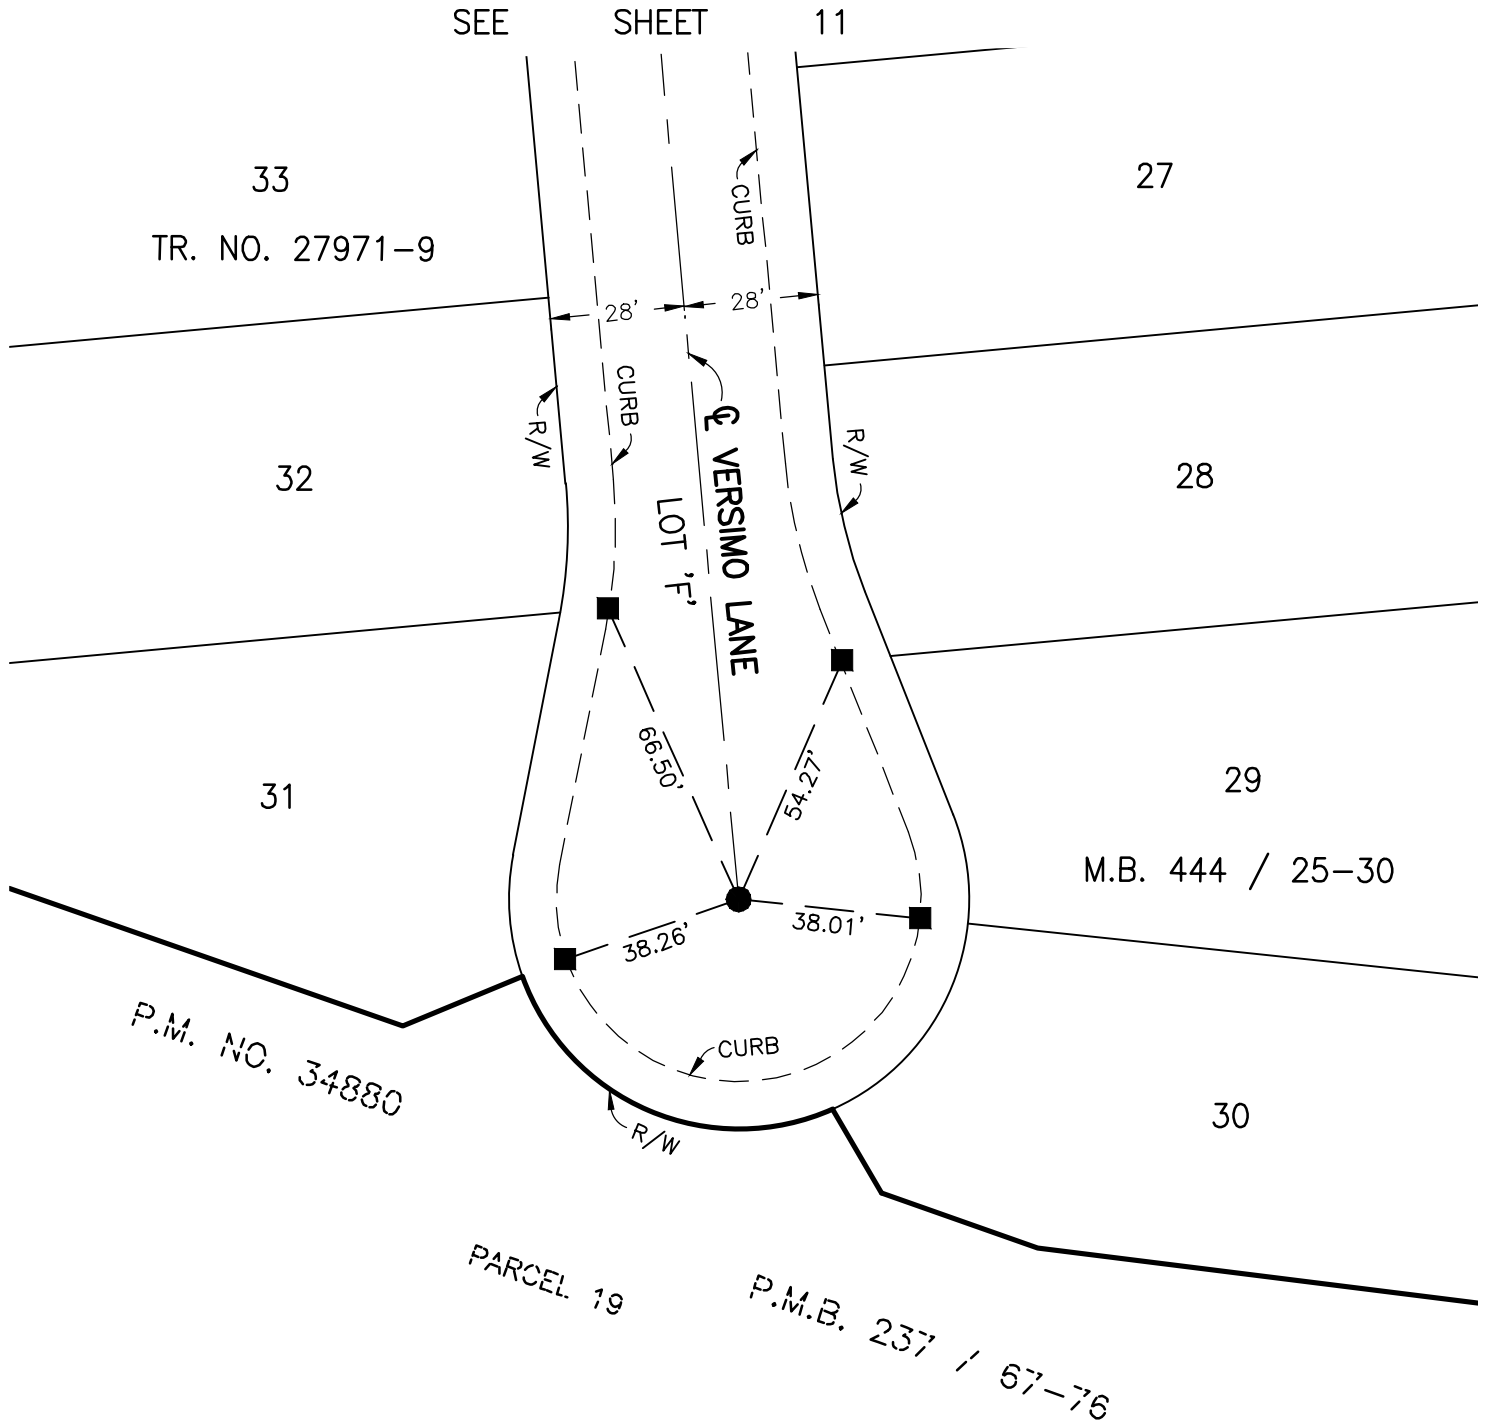 SEE SHEET 11
33
TR. NO. 27971-9
27
CURB
28'
28'
CURB
R/W
℄ VERSIMO LANE
LOT 'F'
R/W
32
28
66.50'
54.27'
31
29
M.B. 444 / 25-30
38.26'
38.01'
P.M. NO. 34880
CURB
R/W
30
PARCEL 19
P.M.B. 237 / 67-76